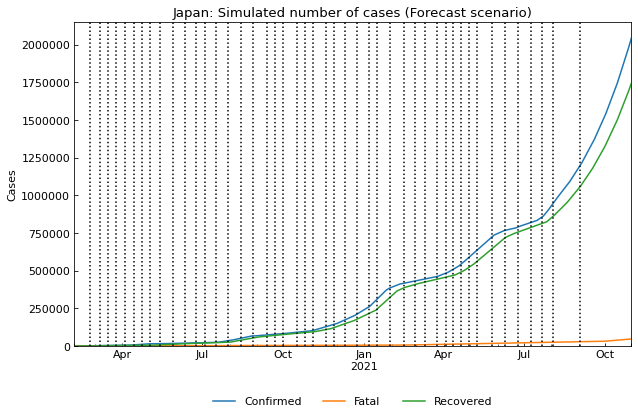 Japan: Simulated number of cases (Forecast scenario)
2000000
1750000
1500000
1250000
1000000
750000
500000
250000
0
Cases
Apr Jul Oct Jan Apr Jul Oct
2021
Confirmed Fatal Recovered